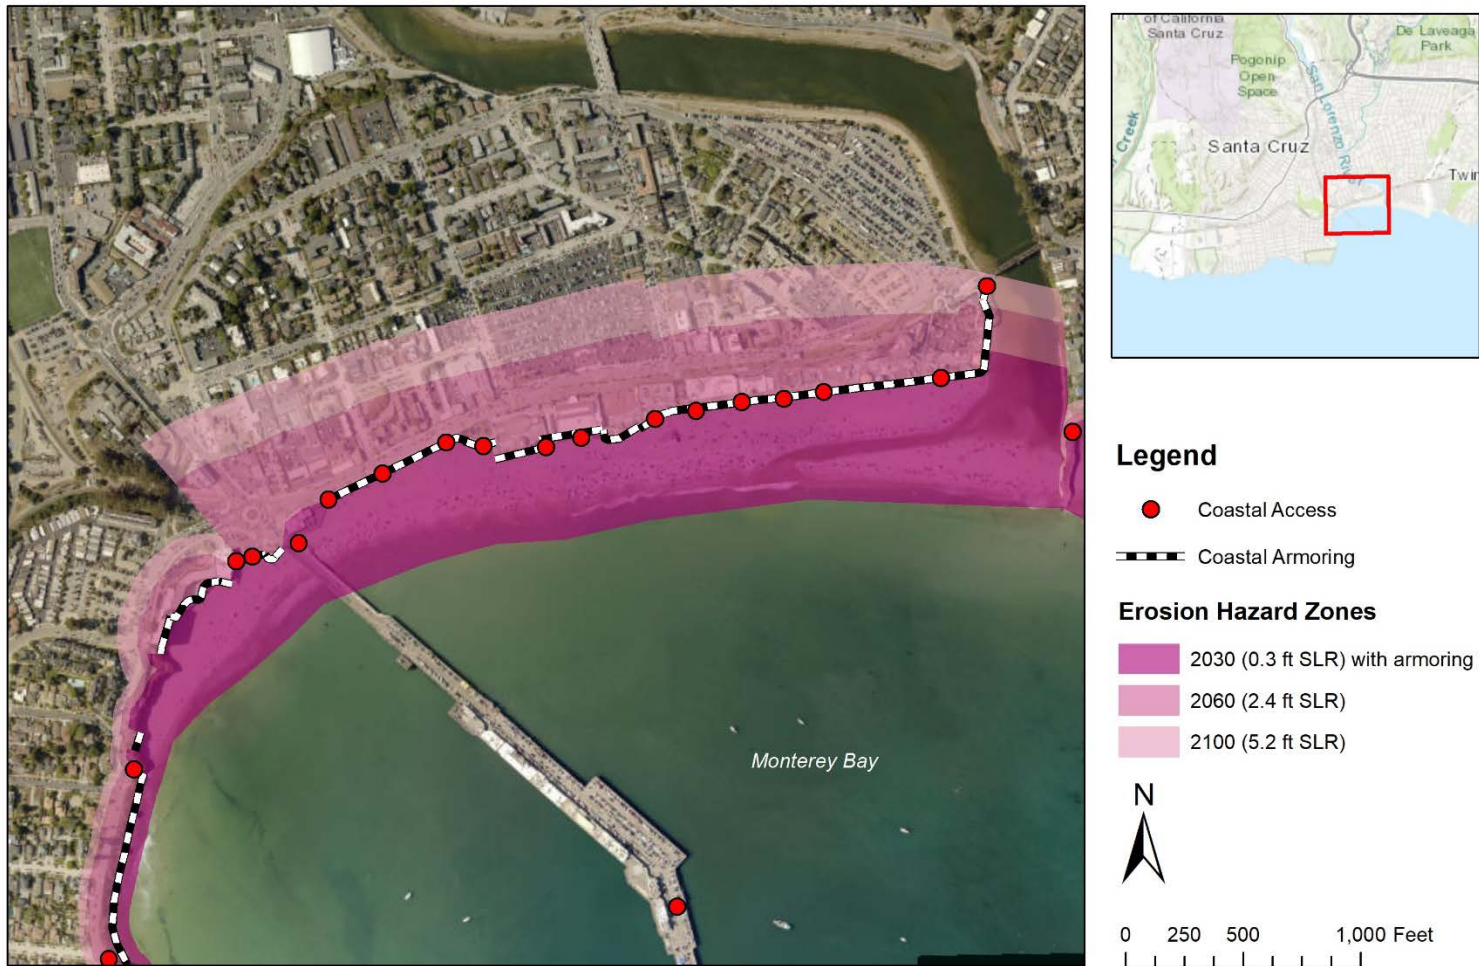 Monterey Bay
of California
Santa Cruz
De Laveaga
Park
Pogonip
Open
Space
San Lorenzo River
Creek
Santa Cruz
Twin
Legend
Coastal Access
Coastal Armoring
Erosion Hazard Zones
2030 (0.3 ft SLR) with armoring
2060 (2.4 ft SLR)
2100 (5.2 ft SLR)
N
0 250 500 1,000 Feet